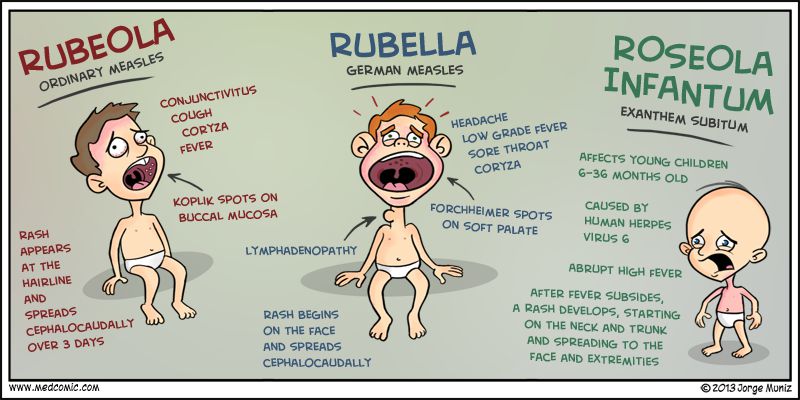 RUBEOLA
ORDINARY MEASLES
CONJUNCTIVITUS
COUGH
CORYZA
FEVER
KOPLIK SPOTS ON
BUCCAL MUCOSA
RASH
APPEARS
AT THE
HAIRLINE
AND
SPREADS
CEPHALOCAUDALLY
OVER 3 DAYS
RUBELLA
GERMAN MEASLES
HEADACHE
LOW GRADE FEVER
SORE THROAT
CORYZA
FORCHHEIMER SPOTS
ON SOFT PALATE
LYMPHADENOPATHY
RASH BEGINS
ON THE FACE
AND SPREADS
CEPHALOCAUDALLY
ROSEOLA
INFANTUM
EXANTHEM SUBITUM
AFFECTS YOUNG CHILDREN
6-36 MONTHS OLD
CAUSED BY
HUMAN HERPES
VIRUS 6
ABRUPT HIGH FEVER
AFTER FEVER SUBSIDES,
A RASH DEVELOPS, STARTING
ON THE NECK AND TRUNK
AND SPREADING TO THE
FACE AND EXTREMITIES
www.medcomic.com
© 2013 Jorge Muniz